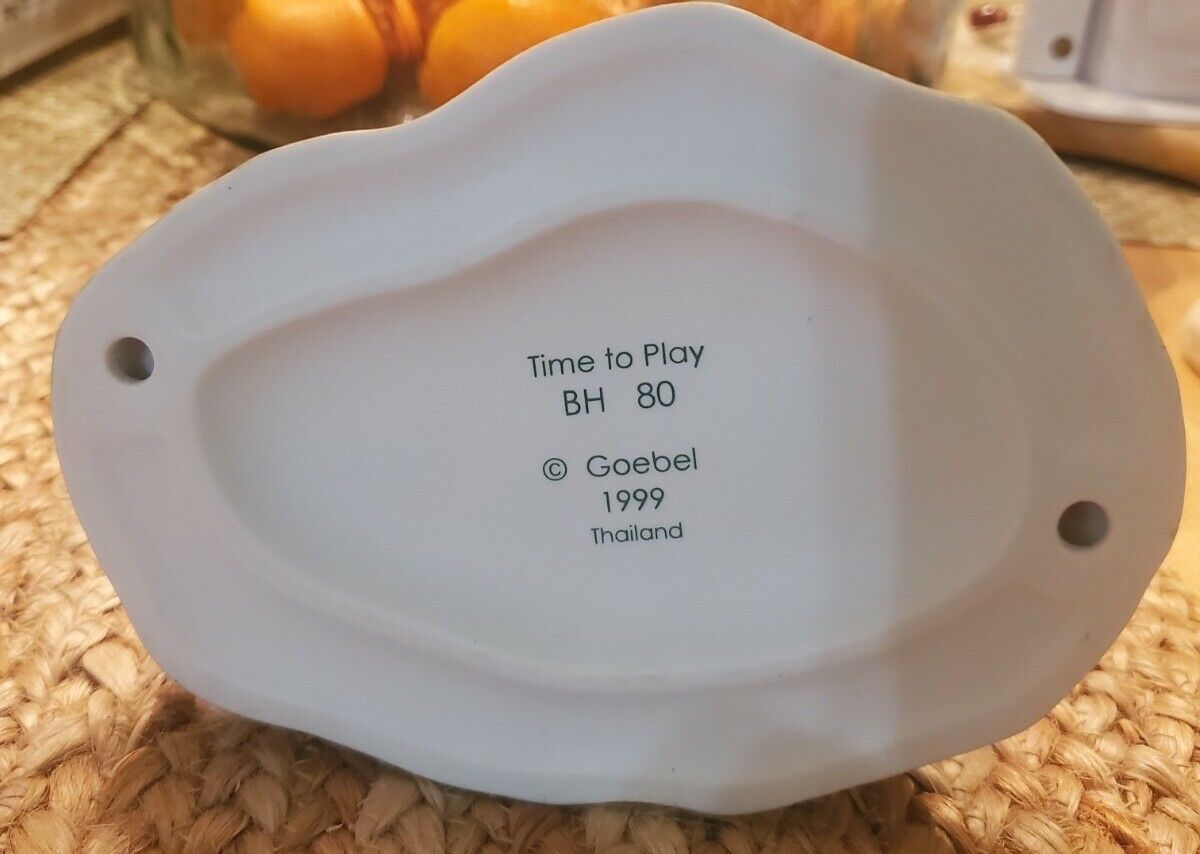 Time to Play
BH 80
© Goebel
1999
Thailand